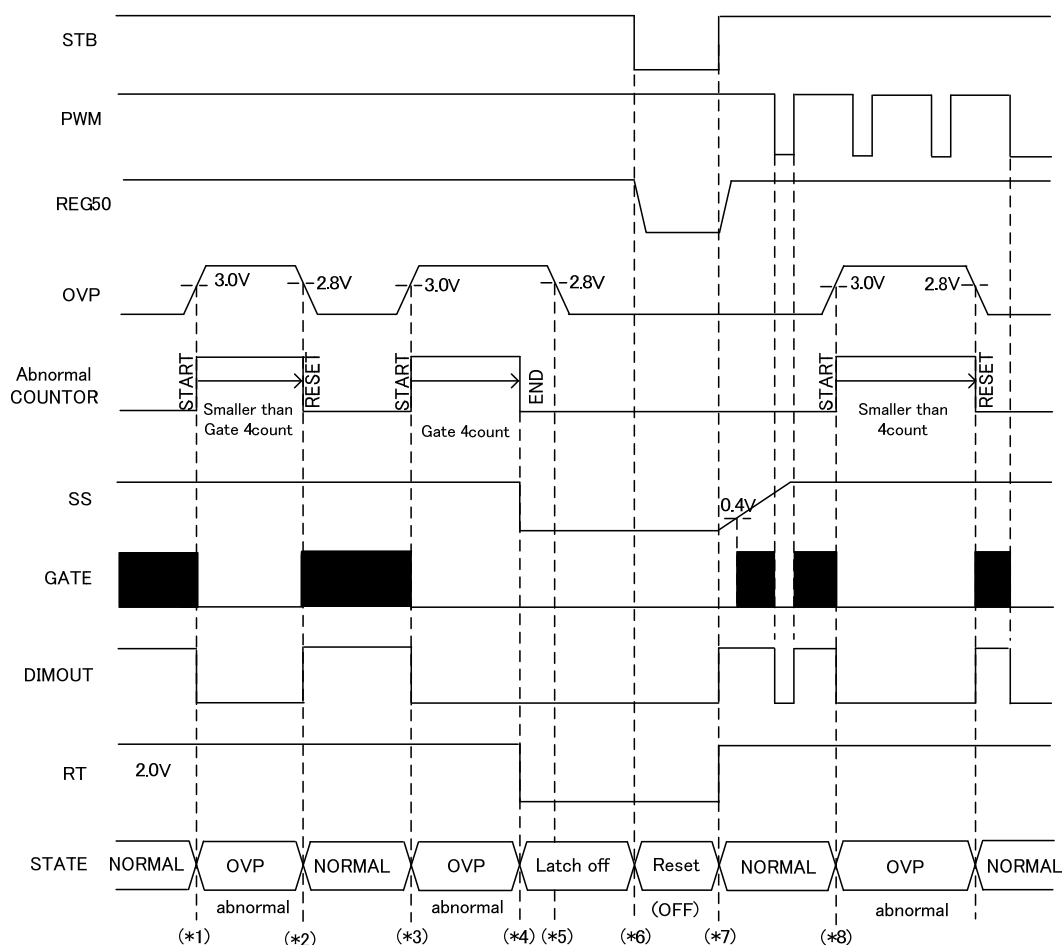 STB
PWM
REG50
OVP
3.0V
2.8V
3.0V
2.8V
3.0V
2.8V
Abnormal
COUNTOR
START
RESET
START
END
START
RESET
Smaller than
Gate 4count
Gate 4count
Smaller than
4count
SS
0.4V
GATE
DIMOUT
RT
2.0V
STATE
NORMAL
OVP
NORMAL
OVP
Latch off
Reset
NORMAL
OVP
NORMAL
abnormal
abnormal
(OFF)
abnormal
(*1)
(*2)
(*3)
(*4)
(*5)
(*6)
(*7)
(*8)